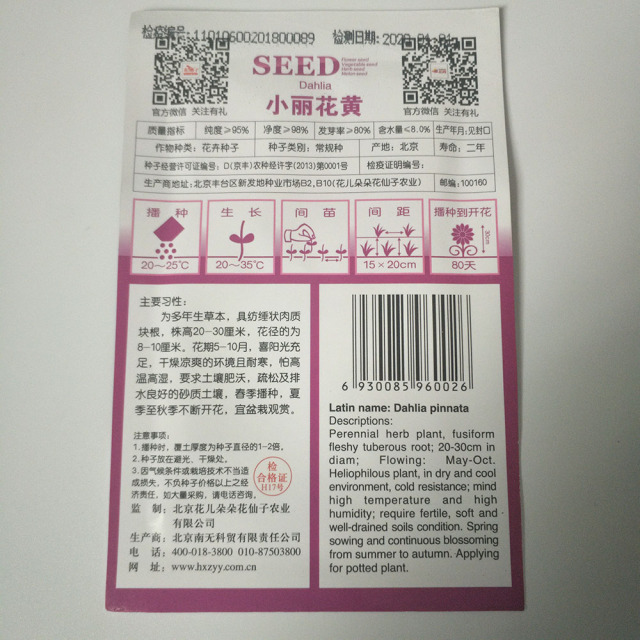 检疫编号: 11010600201800089 检测日期: 2020-01-01
SEED
Flower seed
Vegetable seed
Herb seed
Melon seed
Dahlia
小丽花黄
官方微信 关注有礼
官方微信 关注有礼
质量指标 纯度≥95% 净度≥98% 发芽率≥80% 含水量≤8.0% 生产年月:见封口
作物种类: 花卉种子 种子类别: 常规种 产地: 北京 寿命: 二年
种子经营许可证编号: D(京丰)农种经许字(2013)第0001号 检疫证明编号:
生产商地址: 北京丰台区新发地种业市场B2,B10(花儿朵朵花仙子农业) 邮编: 100160
播种 生长 间苗 间距 播种到开花
30cm
20~25℃ 20~35℃ 15×20cm 80天
主要习性:
为多年生草本，具纺缍状肉质
块根，株高20-30厘米，花径约为
8-10厘米。花期5-10月，喜阳光充
足，干燥凉爽的环境且耐寒，怕高
温高湿，要求土壤肥沃，疏松及排
水良好的砂质土壤，春季播种，夏
季至秋季不断开花，宜盆栽观赏。
注意事项:
1.播种时，覆土厚度为种子直径的1-2倍。
2.种子放在避光、干燥处。
3.因气候条件或栽培技术不当造
成损失，不负种子价格以上之经
济责任，如大量采购，请电话咨询。
检
合格证
H17号
监 制: 北京花儿朵朵花仙子农业
有限公司
生产商: 北京南无科贸有限责任公司
电 话: 400-018-3800 010-87503800
网 址: www.hxzyy.com.cn
6 930085 960026
Latin name: Dahlia pinnata
Descriptions:
Perennial herb plant, fusiform
fleshy tuberous root; 20-30cm in
diam; Flowing: May-Oct.
Heliophilous plant, in dry and cool
environment, cold resistance; mind
high temperature and high
humidity; require fertile, soft and
well-drained soils condition. Spring
sowing and continuous blossoming
from summer to autumn. Applying
for potted plant.